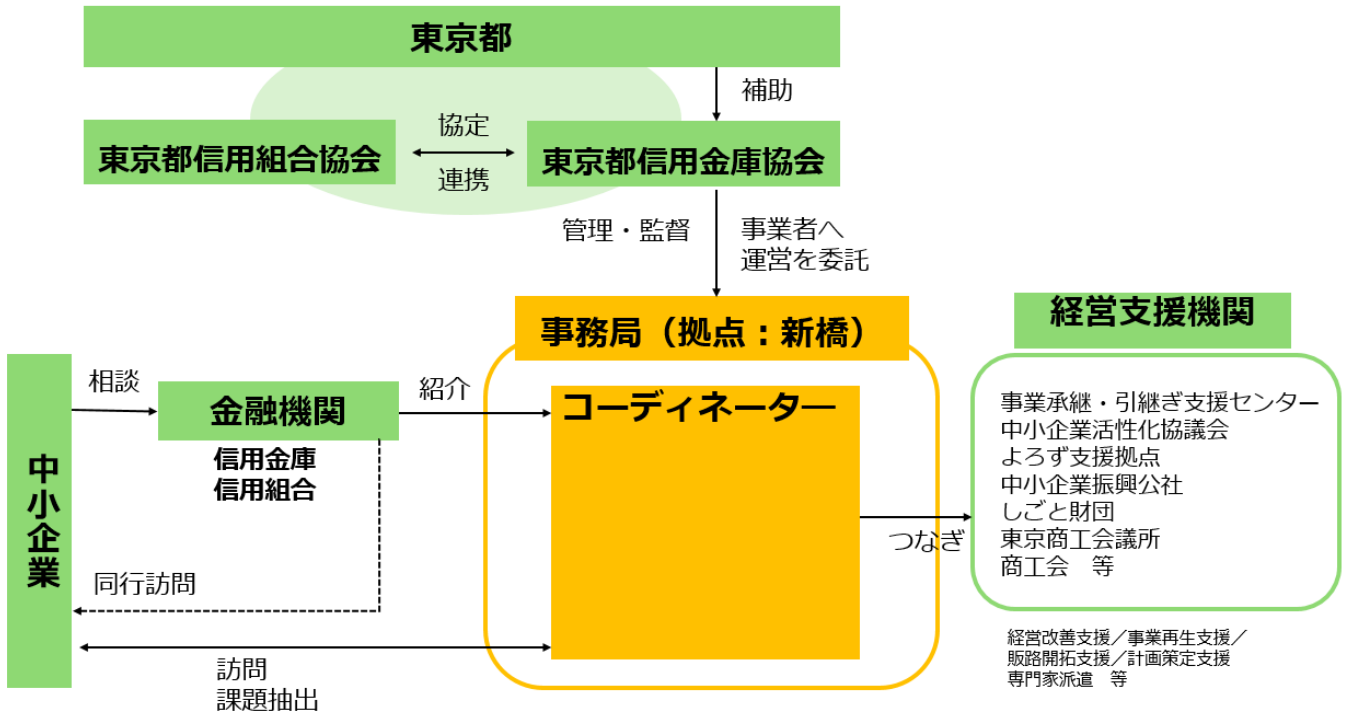 東京都
補助
東京都信用組合協会
協定
連携
東京都信用金庫協会
管理・監督
事業者へ
運営を委託
事務局（拠点：新橋）
経営支援機関
中小企業
相談
金融機関
信用金庫
信用組合
紹介
コーディネーター
同行訪問
訪問
課題抽出
つなぎ
事業承継・引継ぎ支援センター
中小企業活性化協議会
よろず支援拠点
中小企業振興公社
しごと財団
東京商工会議所
商工会　等
経営改善支援／事業再生支援／
販路開拓支援／計画策定支援
専門家派遣　等